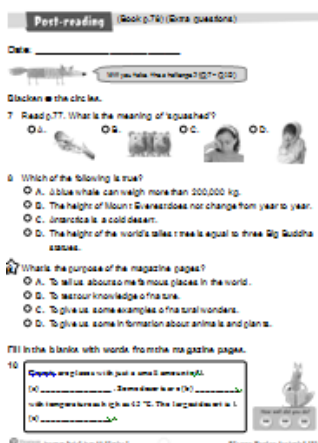 Post-reading (Book p.76) (Extra questions)
Date:
Will you take the challenge? (Q7 – Q10)
Blacken the circles.
7 Read p.77. What is the meaning of 'squashed'?
A. B. C. D.
8 Which of the following is true?
A. A blue whale can weigh more than 200,000 kg.
B. The height of Mount Everest does not change from year to year.
C. Antarctica is a cold desert.
D. The height of the world's tallest tree is equal to three Big Buddha
statues.
What is the purpose of the magazine pages?
A. To tell us about some famous places in the world.
B. To test our knowledge of nature.
C. To give us some examples of natural wonders.
D. To give us some information about animals and plants.
Fill in the blanks with words from the magazine pages.
10
are places with just a small amount of
(a) . Some deserts are (b)
with temperatures high as °C. The largest desert is
(c)